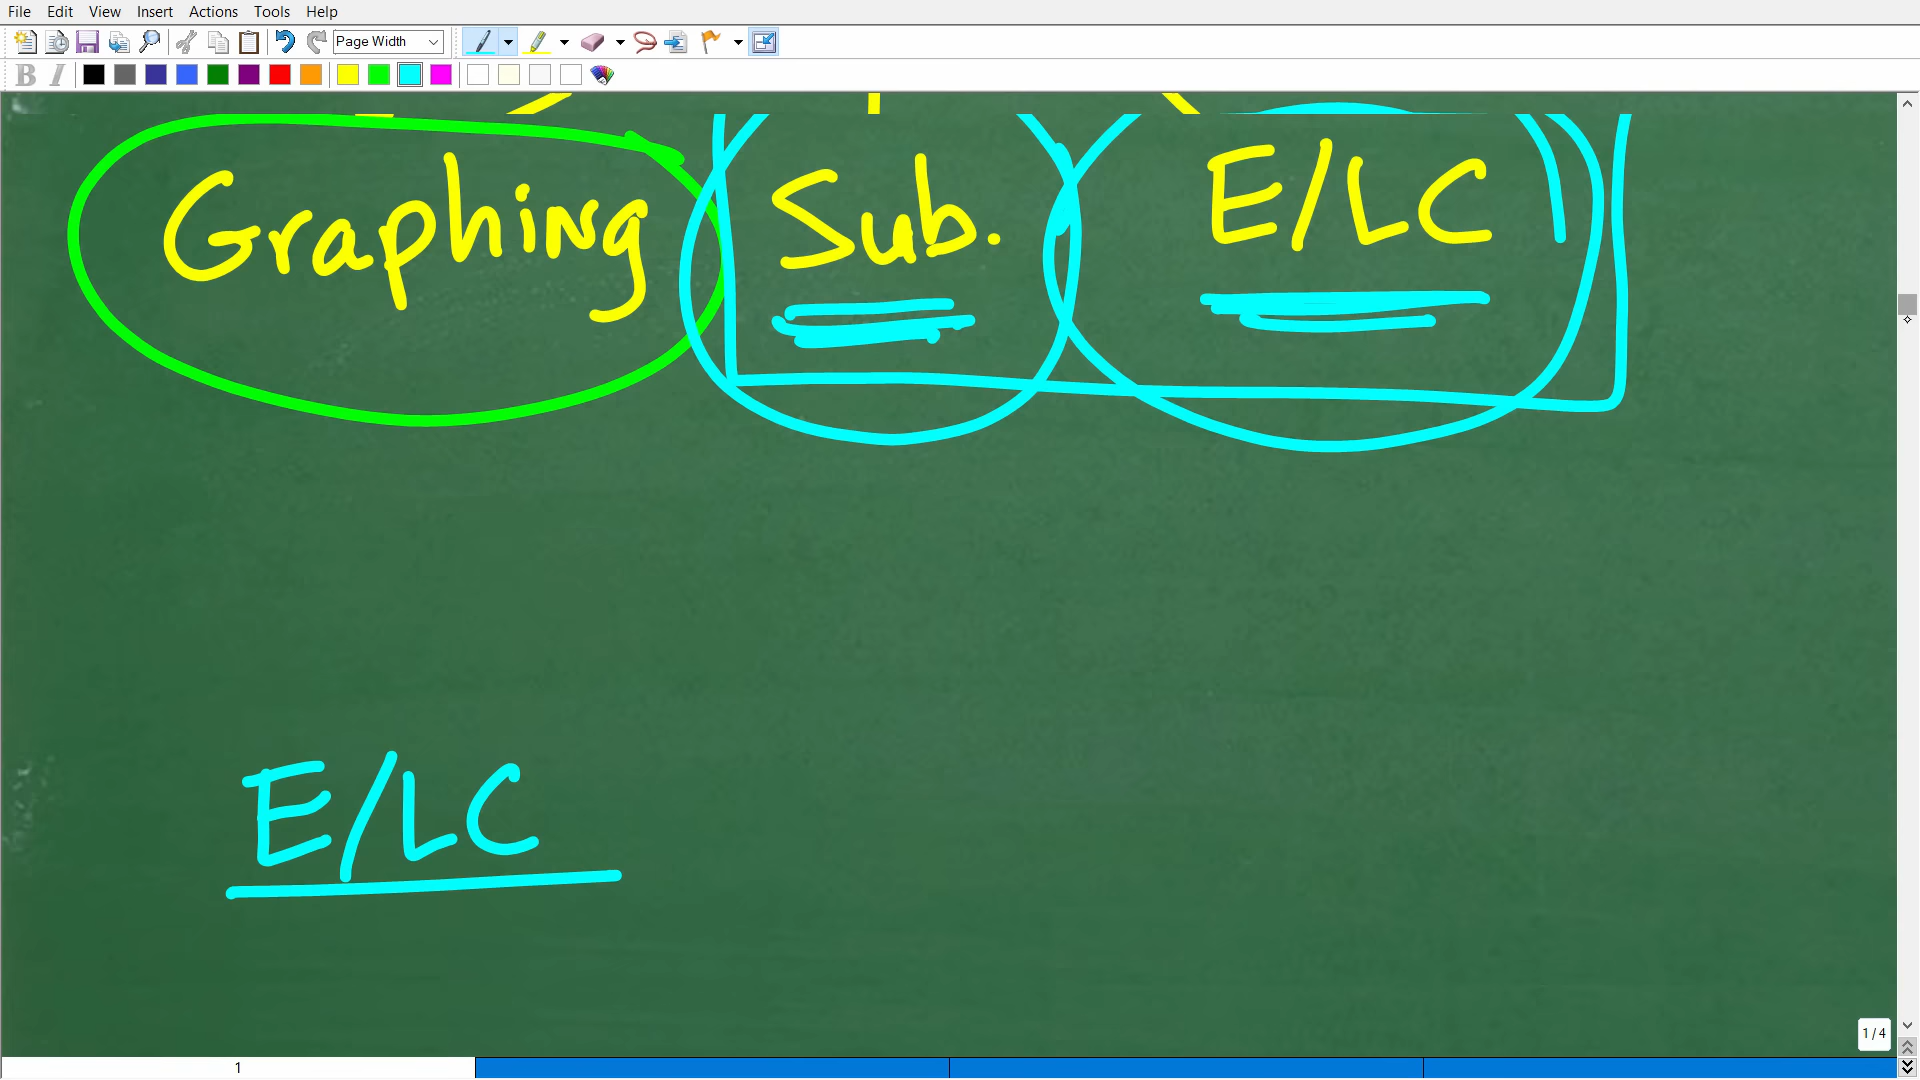 File Edit View Insert Actions Tools Help
Page Width
B I
Graphing Sub. E/LC
E/LC
1 / 4
1